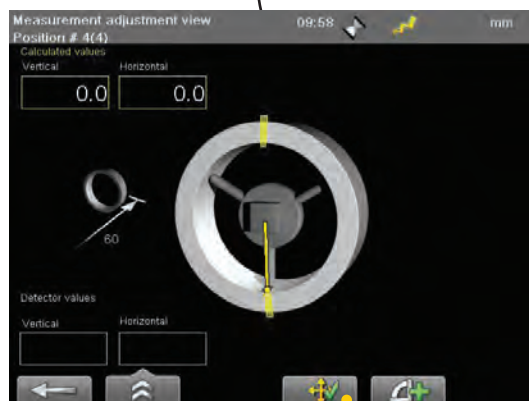 Measurement adjustment view
09:58
mm
Position # 4(4)
Calculated values
Vertical Horizontal
0.0 0.0
60
Detector values
Vertical Horizontal